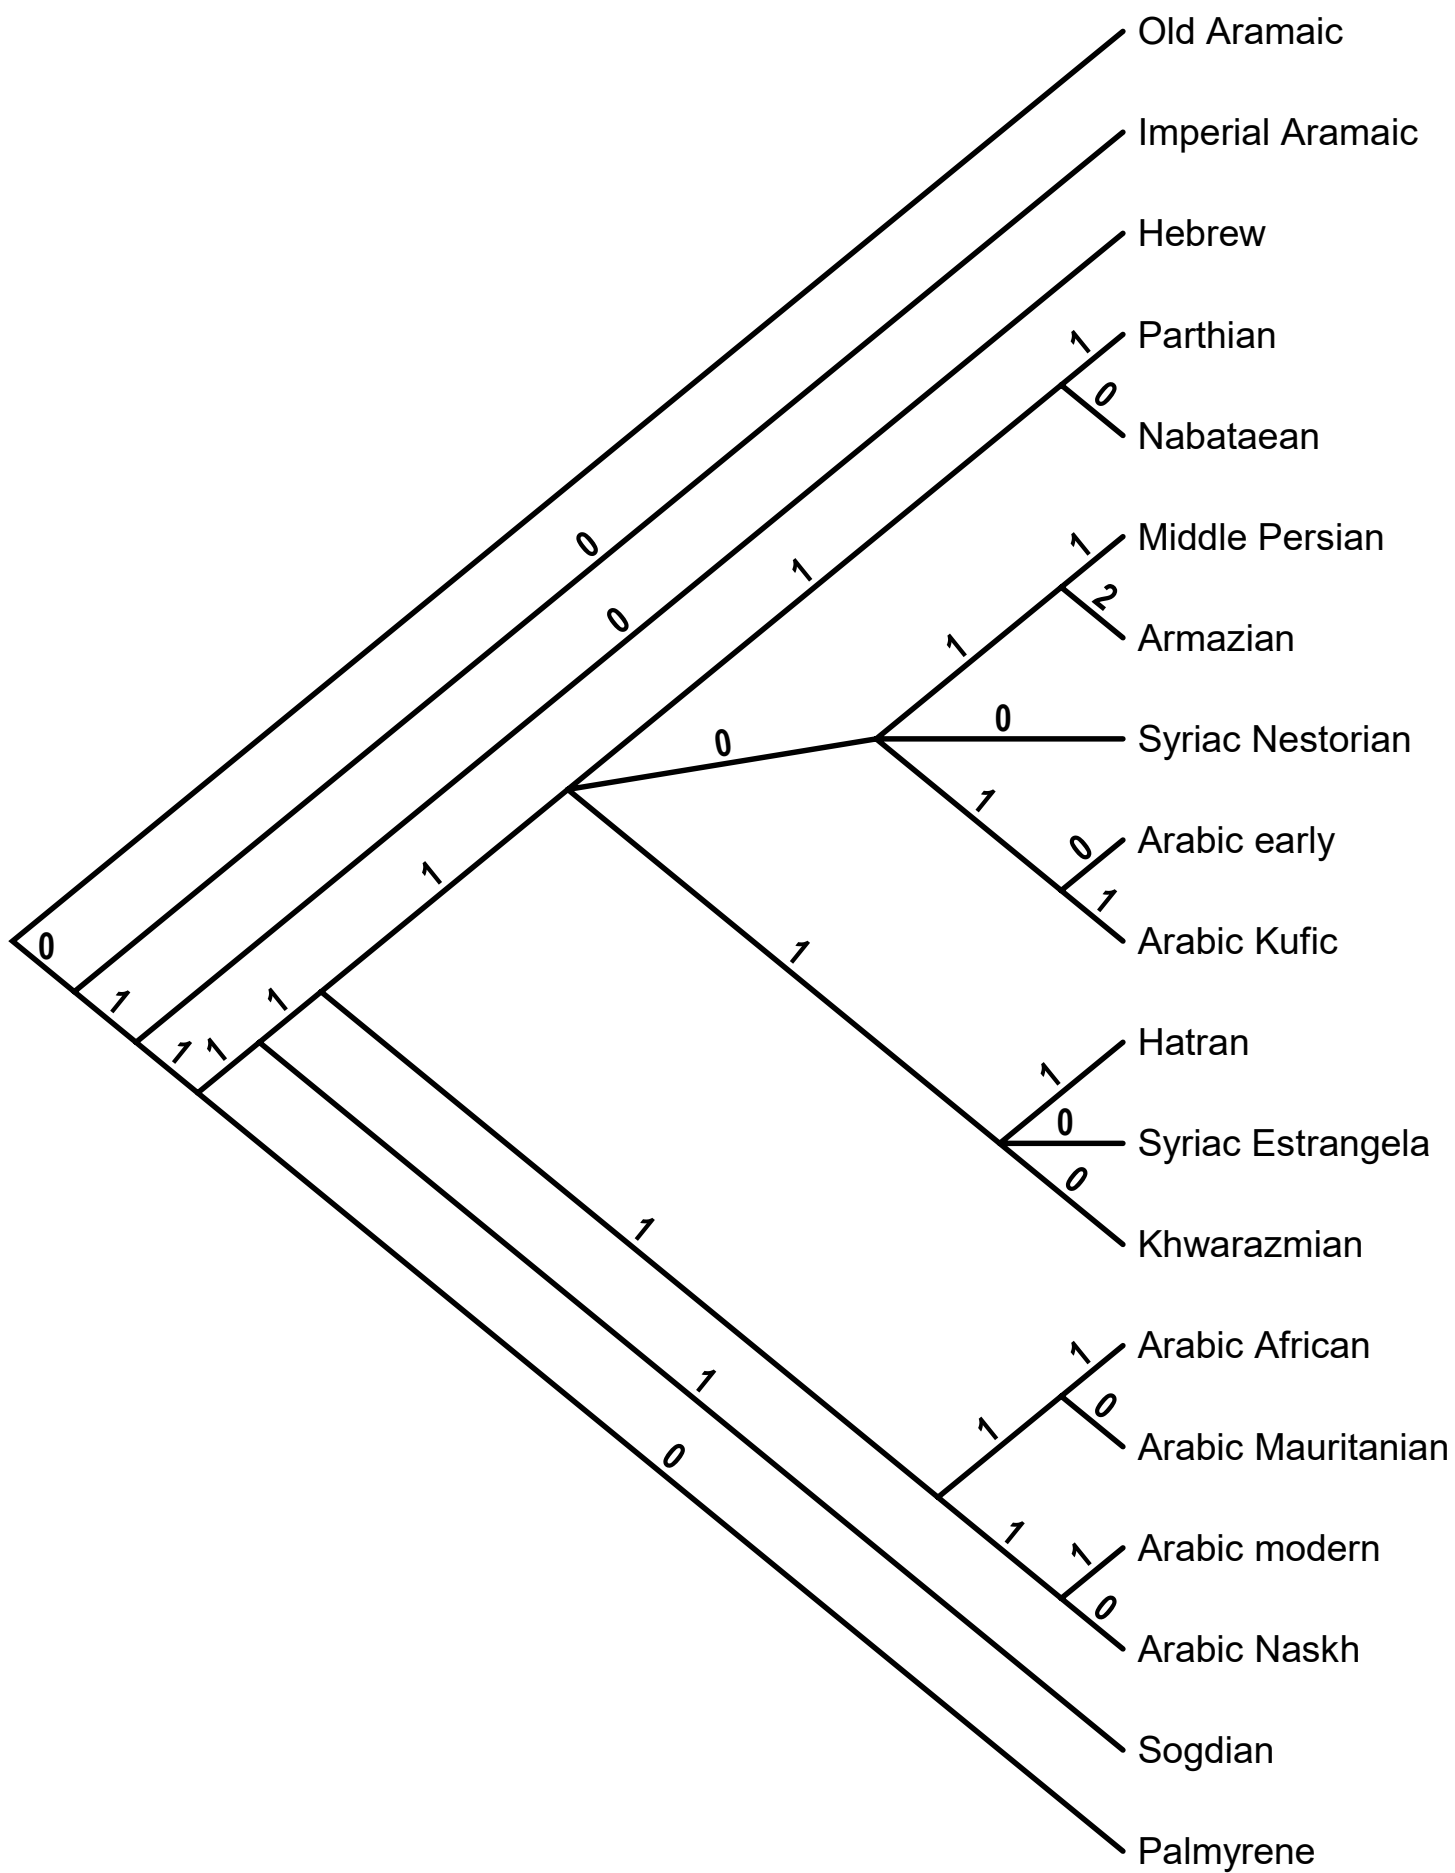 Old Aramaic
Imperial Aramaic
Hebrew
1
Parthian
0
Nabataean
1
Middle Persian
0
1
2
0
Armazian
1
0
0
Syriac Nestorian
1
0
Arabic early
1
1
Arabic Kufic
0
1
1
1
Hatran
1
1
1
0
Syriac Estrangela
0
Khwarazmian
1
1
Arabic African
1
0
1
Arabic Mauritanian
0
1
1
Arabic modern
0
Arabic Naskh
Sogdian
Palmyrene